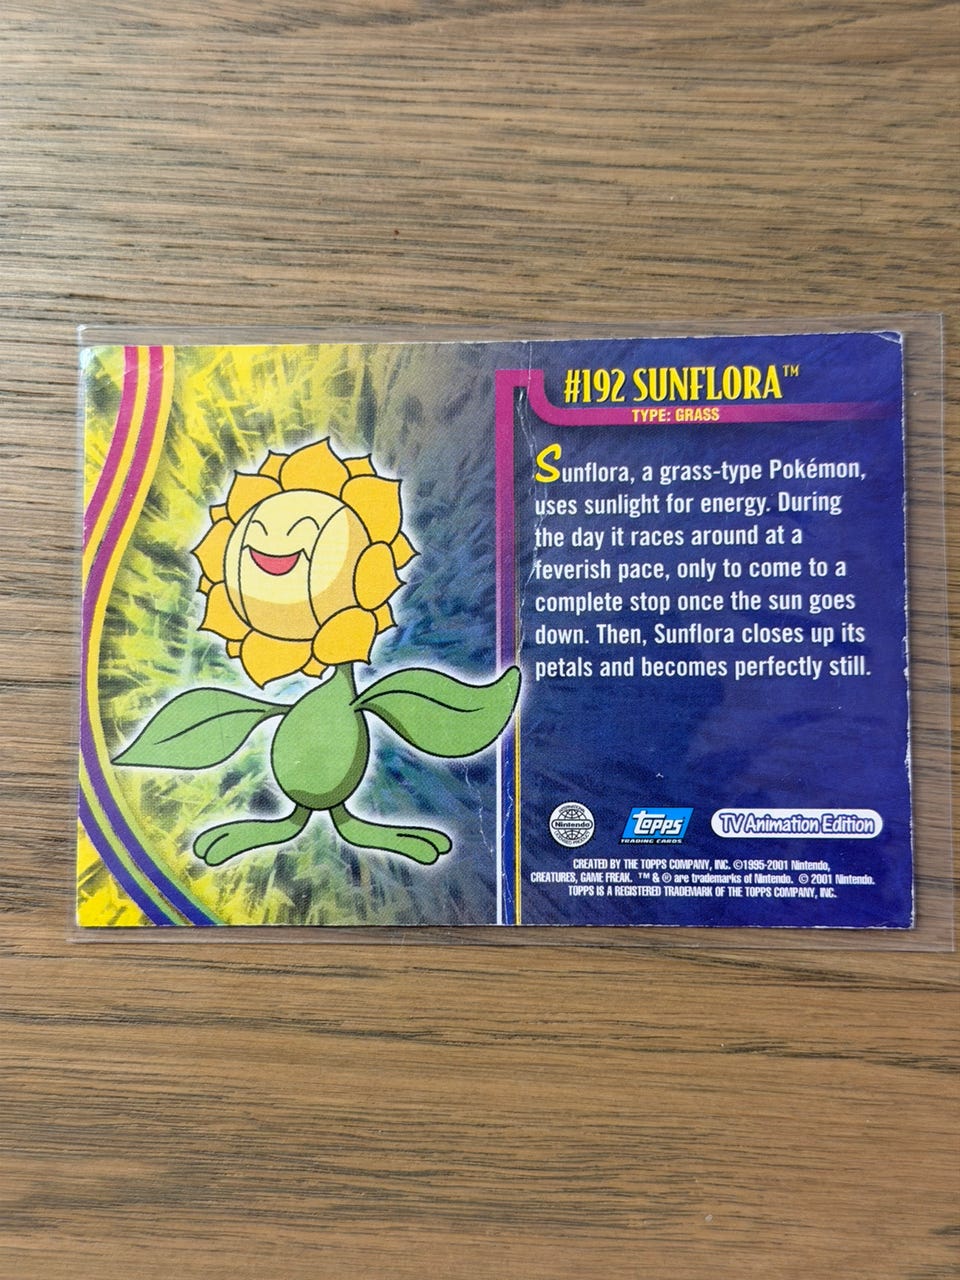 #192 SUNFLORA™
TYPE: GRASS
Sunflora, a grass-type Pokémon,
uses sunlight for energy. During
the day it races around at a
feverish pace, only to come to a
complete stop once the sun goes
down. Then, Sunflora closes up its
petals and becomes perfectly still.
Nintendo
topps
TRADING CARDS
TV Animation Edition
CREATED BY THE TOPPS COMPANY, INC. ©1995-2001 Nintendo,
CREATURES, GAME FREAK. ™ & ® are trademarks of Nintendo. © 2001 Nintendo.
TOPPS IS A REGISTERED TRADEMARK OF THE TOPPS COMPANY, INC.